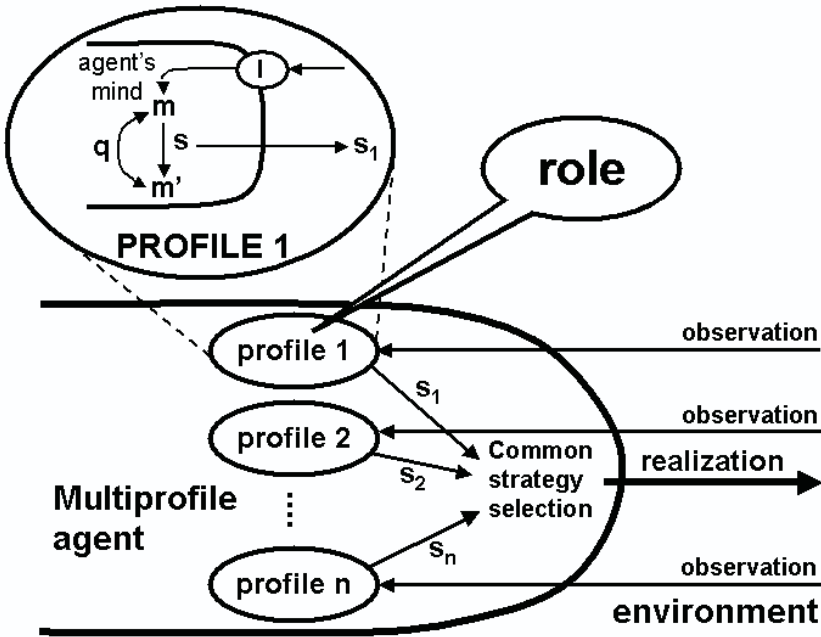 agent's
mind
I
m
q
s
s1
m'
PROFILE 1
role
profile 1
observation
s1
profile 2
observation
s2
Common
strategy
selection
realization
Multiprofile
agent
sn
profile n
observation
environment